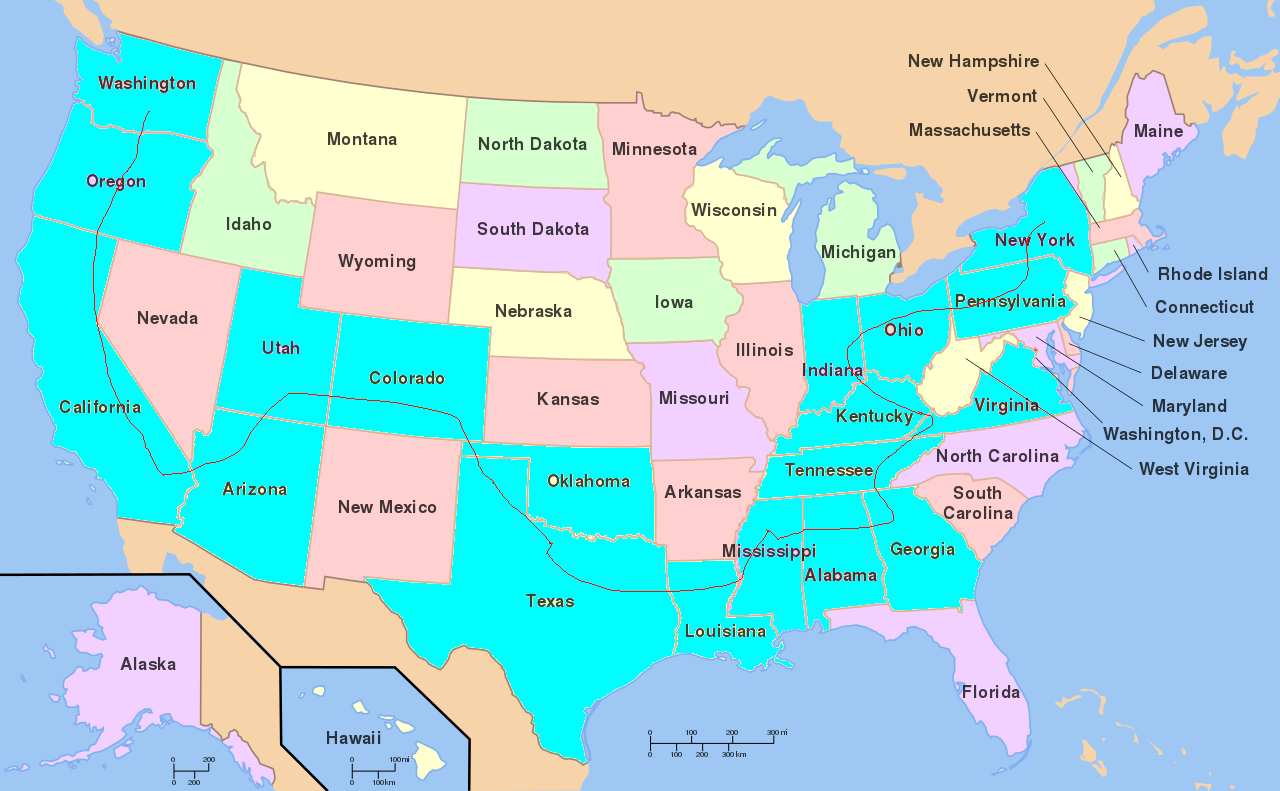 New Hampshire
Vermont
Massachusetts
Washington
Montana
North Dakota
Minnesota
Maine
Oregon
Idaho
Wisconsin
South Dakota
Michigan
New York
Wyoming
Rhode Island
Iowa
Pennsylvania
Connecticut
Nebraska
Nevada
Ohio
New Jersey
Utah
Illinois
Indiana
Colorado
Delaware
Kansas
Missouri
California
Virginia
Maryland
Kentucky
Washington, D.C.
North Carolina
West Virginia
Tennessee
Oklahoma
Arizona
Arkansas
South
Carolina
New Mexico
Mississippi
Georgia
Alabama
Texas
Louisiana
Alaska
Florida
Hawaii
0 100 200 300 mi
0 100 200 300 km
0 200
0 200
0 100mi
0 100km